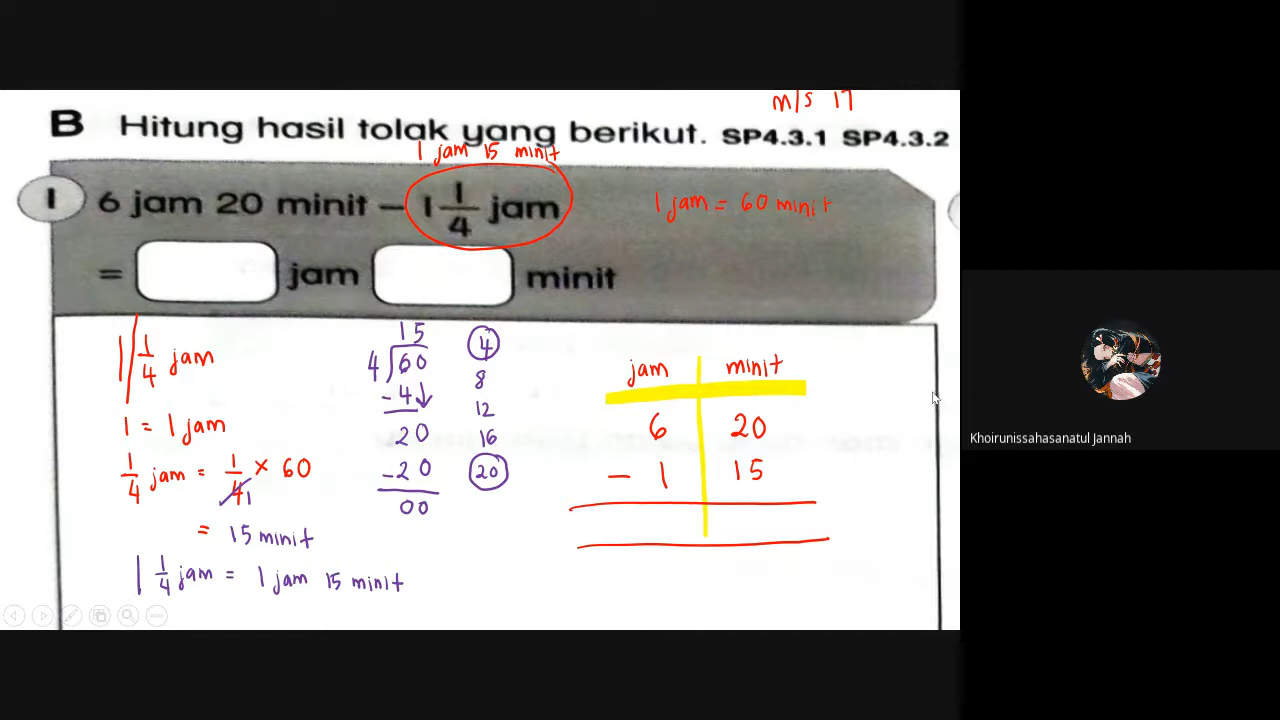 m/s 17
B Hitung hasil tolak yang berikut. SP4.3.1 SP4.3.2
1 jam 15 minit
1 6 jam 20 minit – 1 1/4 jam
1 jam = 60 minit
= jam minit
1 1/4 jam
1 = 1 jam
1/4 jam = 1/4 × 60
1
= 15 minit
1 1/4 jam = 1 jam 15 minit
15
4 60
- 4
20
- 20
00
4
8
12
16
20
jam minit
6 20
- 1 15
Khoirunissahasanatul Jannah